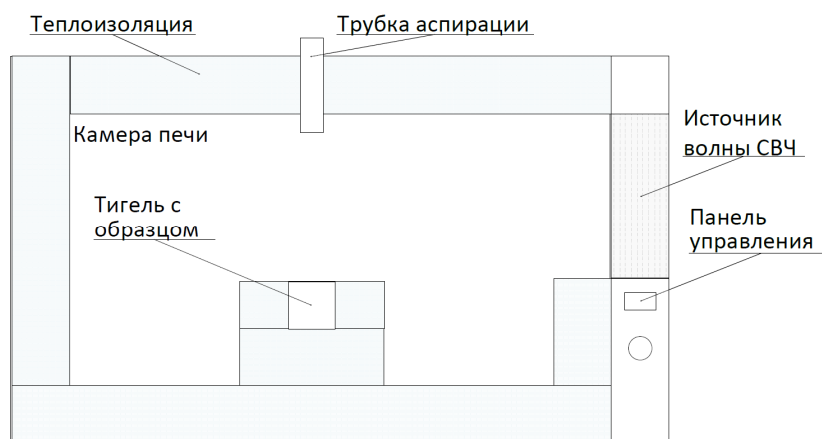 Теплоизоляция
Трубка аспирации
Камера печи
Источник
волны СВЧ
Тигель с
образцом
Панель
управления